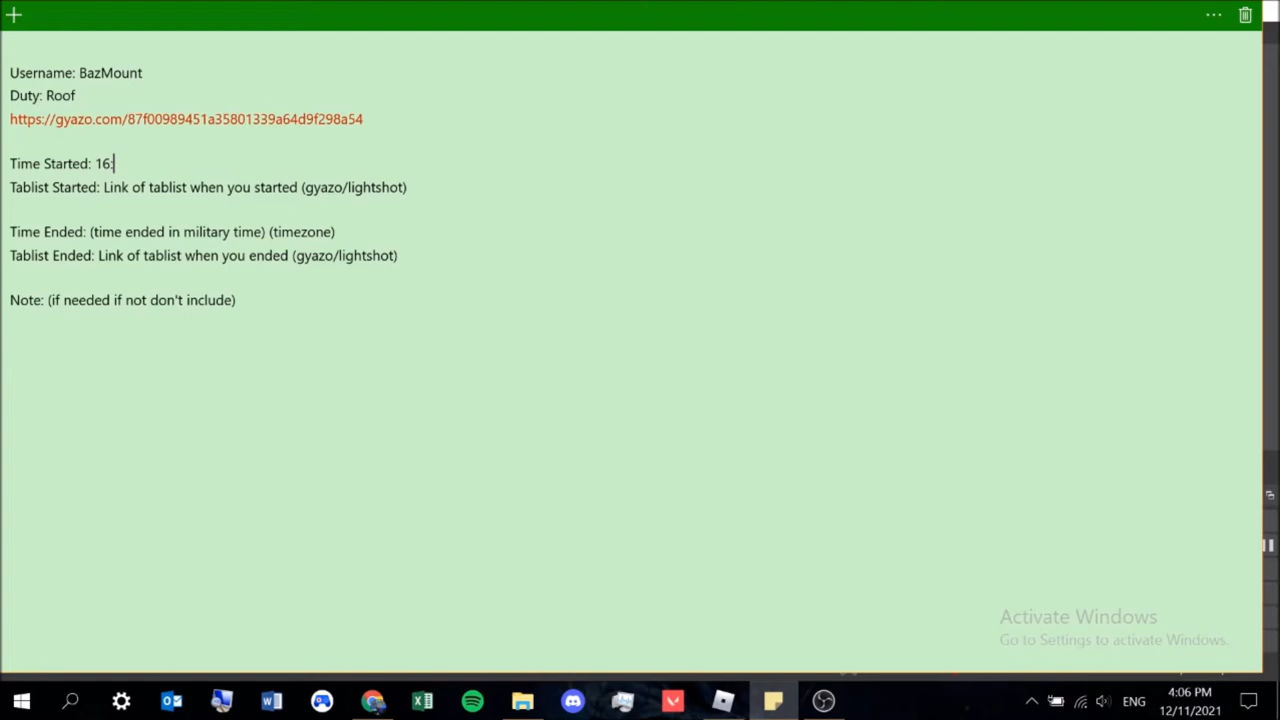 Username: BazMount
Duty: Roof
https://gyazo.com/87f00989451a35801339a64d9f298a54
Time Started: 16:
Tablist Started: Link of tablist when you started (gyazo/lightshot)
Time Ended: (time ended in military time) (timezone)
Tablist Ended: Link of tablist when you ended (gyazo/lightshot)
Note: (if needed if not don't include)
Activate Windows
Go to Settings to activate Windows.
ENG
4:06 PM
12/11/2021